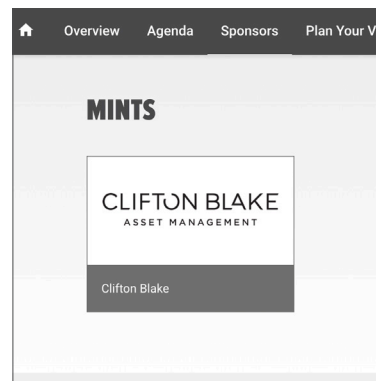 Overview Agenda Sponsors Plan Your V
MINTS
CLIFTON BLAKE
ASSET MANAGEMENT
Clifton Blake